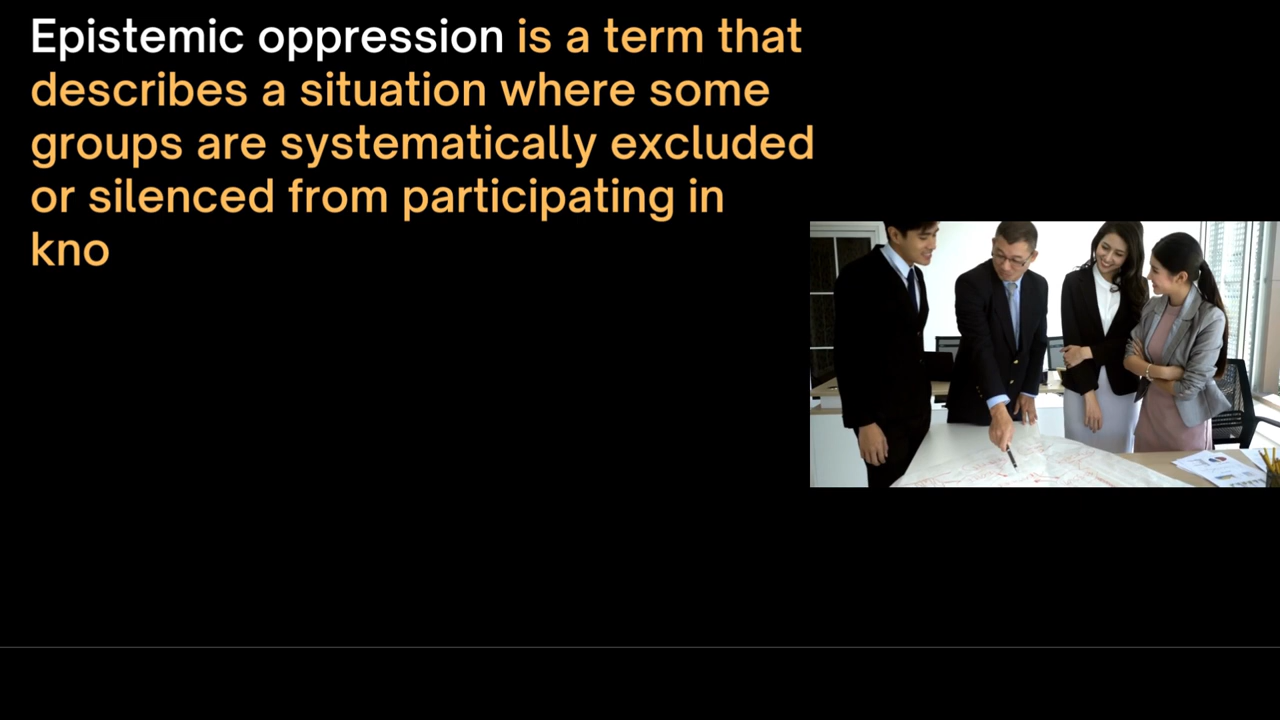 Epistemic oppression is a term that
describes a situation where some
groups are systematically excluded
or silenced from participating in
kno